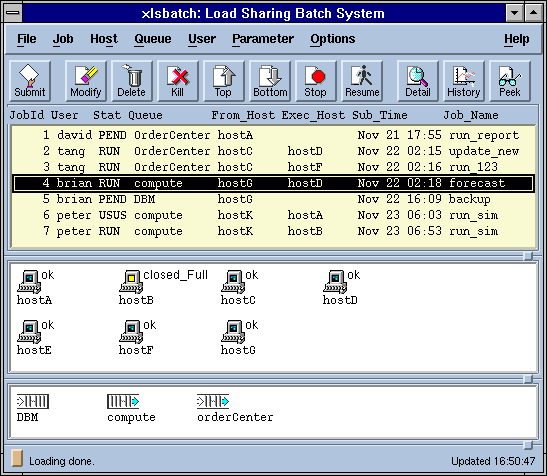 xlsbatch: Load Sharing Batch System
File Job Host Queue User Parameter Options Help
Submit Modify Delete Kill Top Bottom Stop Resume Detail History Peek
JobId User Stat Queue From_Host Exec_Host Sub_Time Job_Name
1 david PEND OrderCenter hostA Nov 21 17:55 run_report
2 tang RUN OrderCenter hostC hostD Nov 22 02:15 update_new
3 tang RUN OrderCenter hostC hostF Nov 22 02:16 run_123
4 brian RUN compute hostG hostD Nov 22 02:18 forecast
5 brian PEND DBM hostG Nov 22 16:09 backup
6 peter USUS compute hostK hostA Nov 23 06:03 run_sim
7 peter RUN compute hostK hostB Nov 23 06:53 run_sim
ok closed_Full ok ok
hostA hostB hostC hostD
ok ok ok
hostE hostF hostG
DBM compute orderCenter
Loading done. Updated 16:50:47